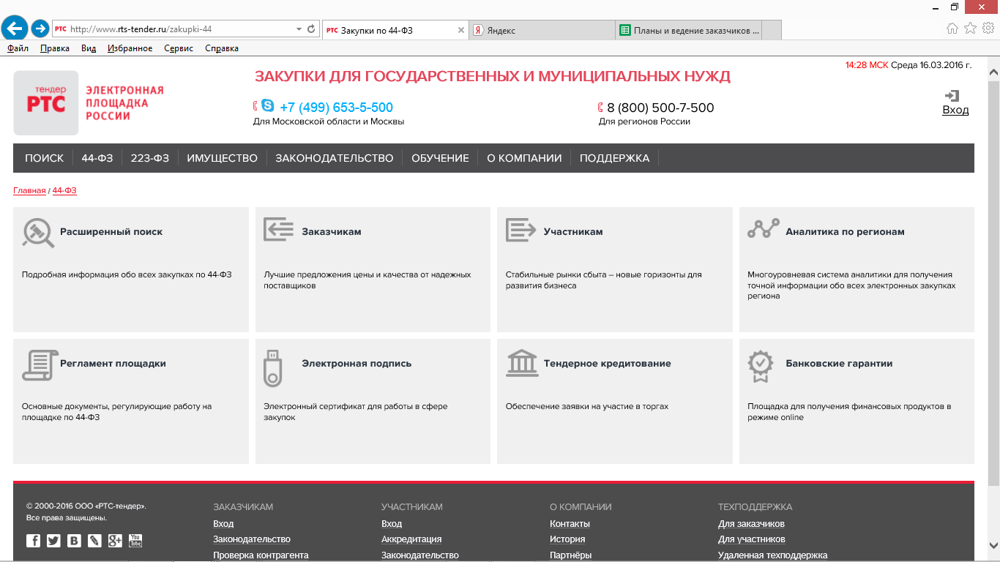 http://www.rts-tender.ru/zakupki-44
РТС Закупки по 44-ФЗ
Яндекс
Планы и ведение заказчиков ...
Файл Правка Вид Избранное Сервис Справка
14:28 МСК Среда 16.03.2016 г.
тендер
РТС
ЭЛЕКТРОННАЯ
ПЛОЩАДКА
РОССИИ
ЗАКУПКИ ДЛЯ ГОСУДАРСТВЕННЫХ И МУНИЦИПАЛЬНЫХ НУЖД
+7 (499) 653-5-500
Для Московской области и Москвы
8 (800) 500-7-500
Для регионов России
Вход
ПОИСК 44-ФЗ 223-ФЗ ИМУЩЕСТВО ЗАКОНОДАТЕЛЬСТВО ОБУЧЕНИЕ О КОМПАНИИ ПОДДЕРЖКА
Главная / 44-ФЗ
Расширенный поиск
Подробная информация обо всех закупках по 44-ФЗ
Заказчикам
Лучшие предложения цены и качества от надежных
поставщиков
Участникам
Стабильные рынки сбыта – новые горизонты для
развития бизнеса
Аналитика по регионам
Многоуровневая система аналитики для получения
точной информации обо всех электронных закупках
региона
Регламент площадки
Основные документы, регулирующие работу на
площадке по 44-ФЗ
Электронная подпись
Электронный сертификат для работы в сфере
закупок
Тендерное кредитование
Обеспечение заявки на участие в торгах
Банковские гарантии
Площадка для получения финансовых продуктов в
режиме online
© 2000-2016 ООО «РТС-тендер».
Все права защищены.
ЗАКАЗЧИКАМ
Вход
Законодательство
Проверка контрагента
УЧАСТНИКАМ
Вход
Аккредитация
Законодательство
О КОМПАНИИ
Контакты
История
Партнёры
ТЕХПОДДЕРЖКА
Для заказчиков
Для участников
Удаленная техподдержка